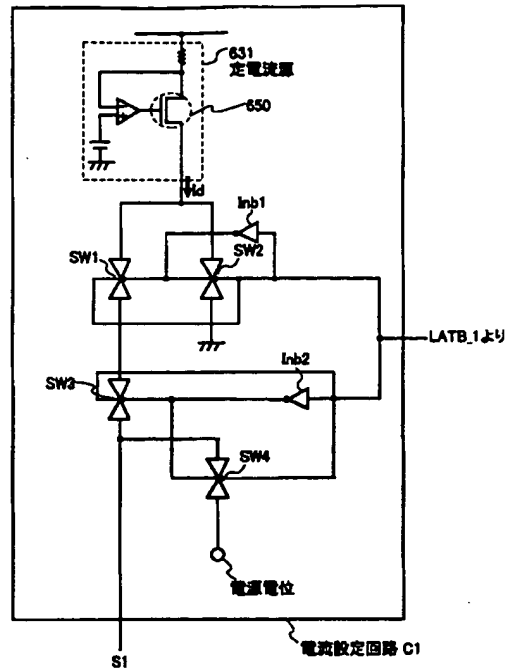 631
定電流源
650
Id
Inb1
SW1
SW2
LATB_1より
Inb2
SW3
SW4
電源電位
電流設定回路 C1
S1